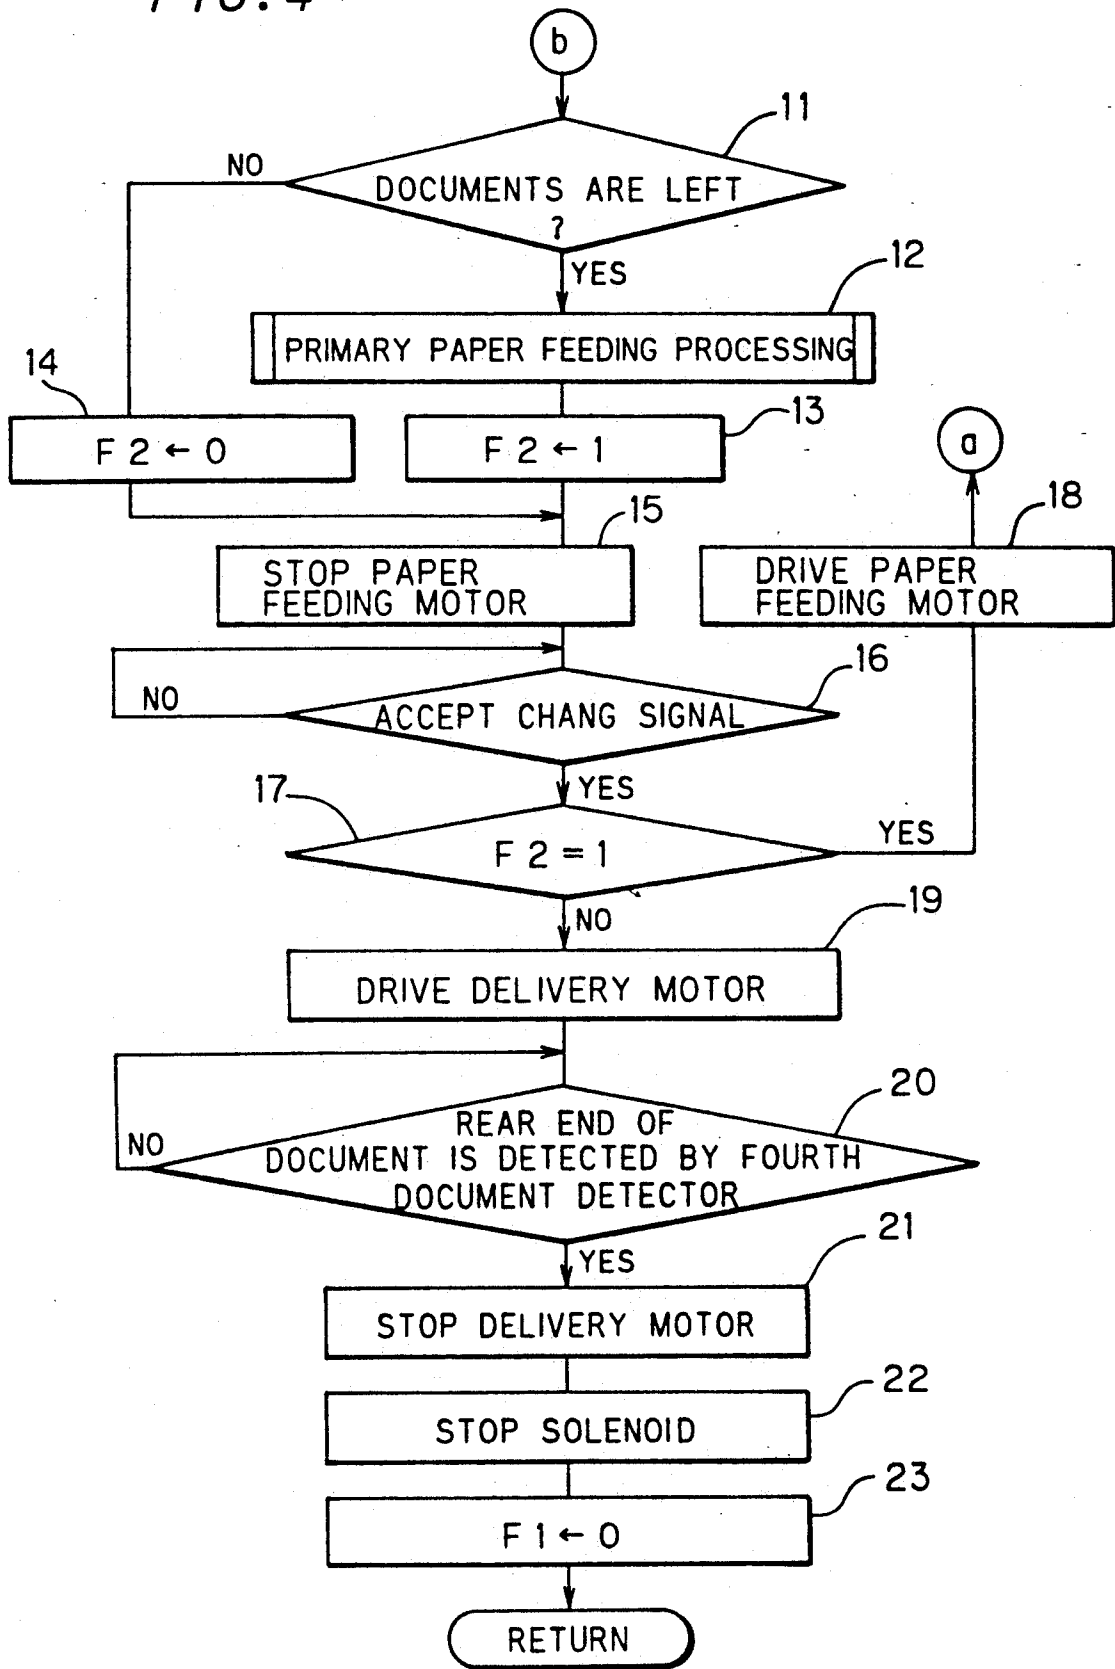 FIG. 4
b
11
NO
DOCUMENTS ARE LEFT
?
YES
12
PRIMARY PAPER FEEDING PROCESSING
14
F 2 ← 0
13
F 2 ← 1
a
15
STOP PAPER
FEEDING MOTOR
18
DRIVE PAPER
FEEDING MOTOR
16
NO
ACCEPT CHANG SIGNAL
YES
17
F 2 = 1
YES
NO
19
DRIVE DELIVERY MOTOR
20
NO
REAR END OF
DOCUMENT IS DETECTED BY FOURTH
DOCUMENT DETECTOR
YES
21
STOP DELIVERY MOTOR
22
STOP SOLENOID
23
F 1 ← 0
RETURN